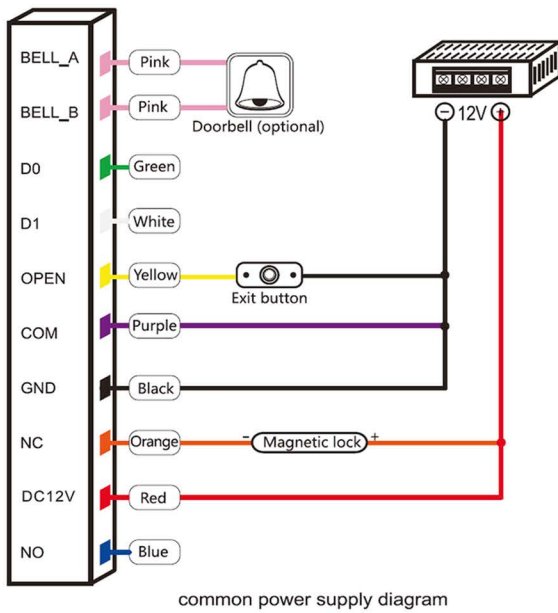 BELL_A Pink
BELL_B Pink
Doorbell (optional)
− 12V +
D0 Green
D1 White
OPEN Yellow
Exit button
COM Purple
GND Black
NC Orange − Magnetic lock +
DC12V Red
NO Blue
common power supply diagram